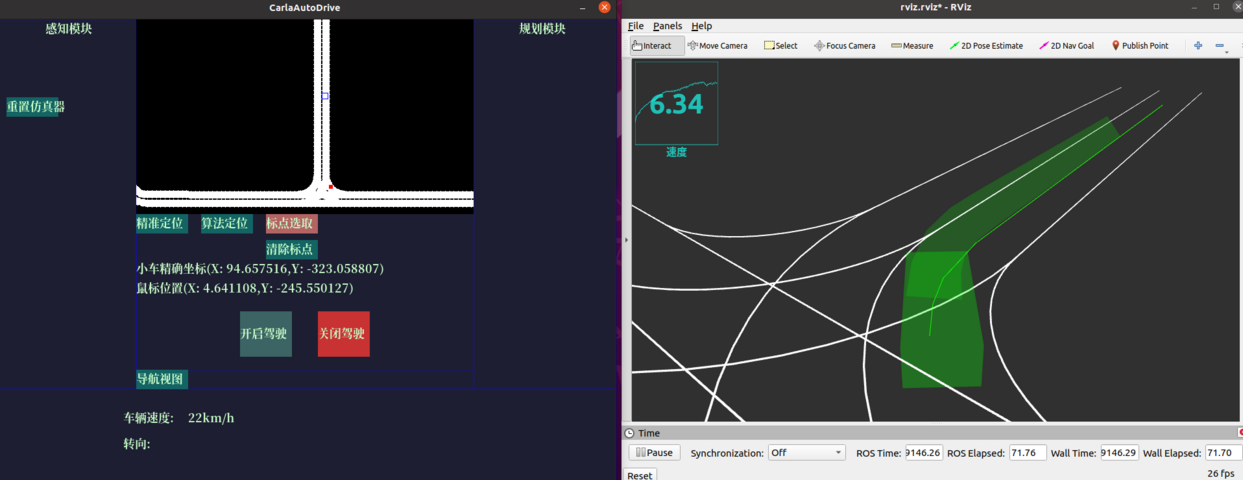 CarlaAutoDrive
感知模块
规划模块
重置仿真器
精准定位 算法定位 标点选取
清除标点
小车精确坐标(X: 94.657516,Y: -323.058807)
鼠标位置(X: 4.641108,Y: -245.550127)
开启驾驶 关闭驾驶
导航视图
车辆速度: 22km/h
转向:
rviz.rviz* - RViz
File Panels Help
Interact Move Camera Select Focus Camera Measure 2D Pose Estimate 2D Nav Goal Publish Point
6.34
速度
Time
Pause Synchronization: Off ROS Time: 9146.26 ROS Elapsed: 71.76 Wall Time: 9146.29 Wall Elapsed: 71.70
Reset 26 fps